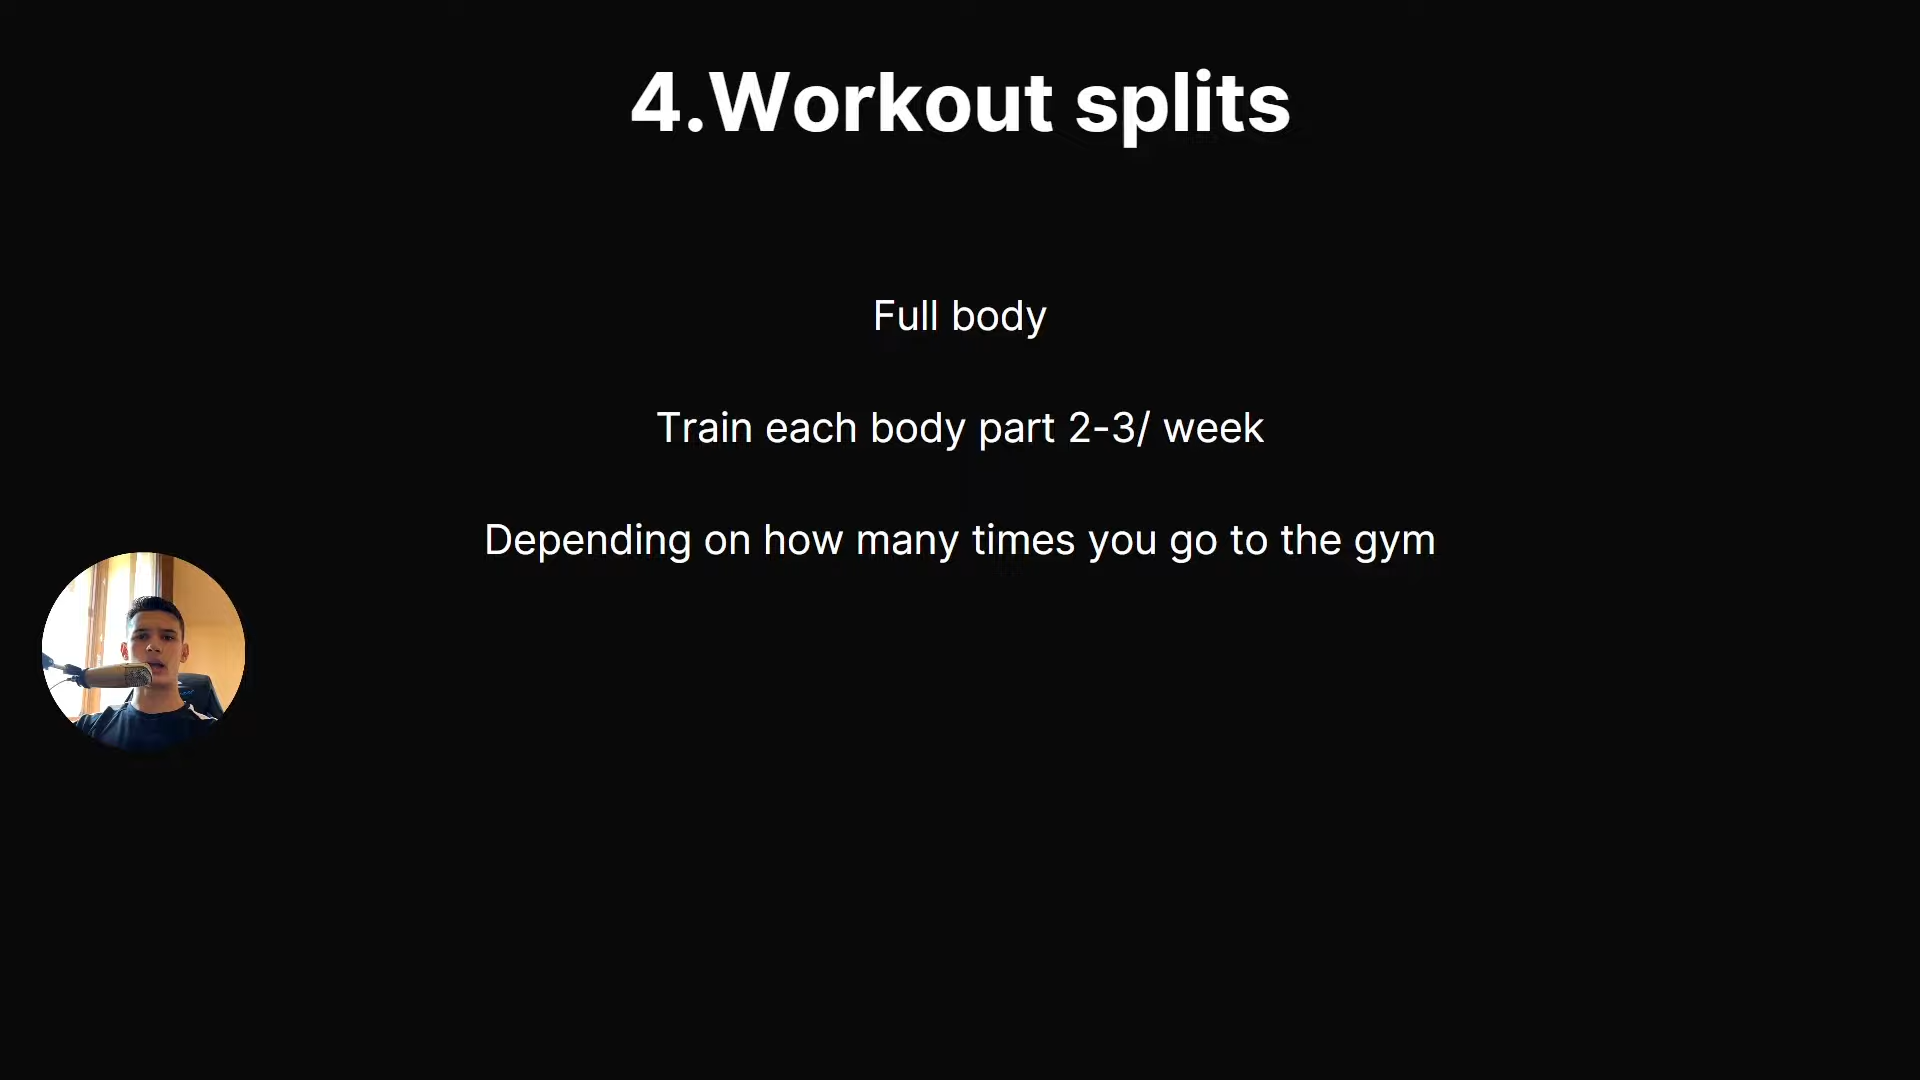 4.Workout splits
Full body
Train each body part 2-3/ week
Depending on how many times you go to the gym